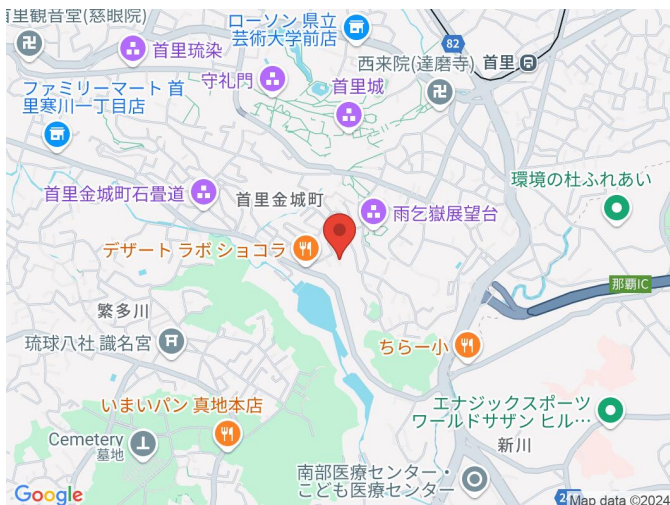 首里観音堂(慈眼院)
ローソン 県立
芸術大学前店
82
首里琉染
西来院(達磨寺)
首里
守礼門
首里城
ファミリーマート 首
里寒川一丁目店
環境の杜ふれあい
首里金城町石畳道
首里金城町
雨乞嶽展望台
デザート ラボ ショコラ
那覇IC
繁多川
琉球八社 識名宮
ちらー小
いまいパン 真地本店
エナジックスポーツ
ワールドサザン ヒル…
Cemetery
墓地
新川
南部医療センター・
こども医療センター
Google
Map data ©2024